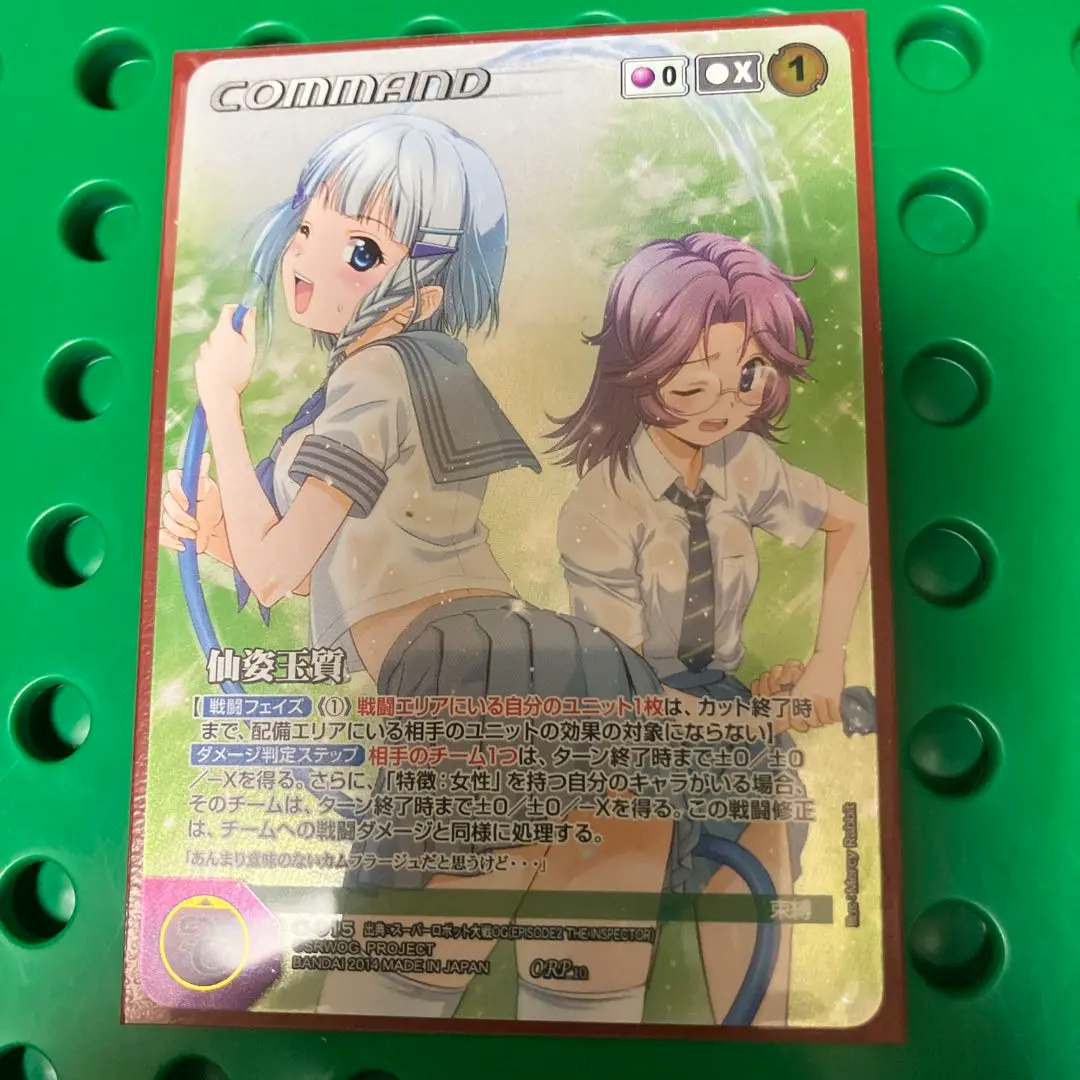 COMMAND
0
X
1
仙姿玉質
【戦闘フェイズ《①》戦闘エリアにいる自分のユニット1枚は、カット終了時
まで、配備エリアにいる相手のユニットの効果の対象にならない】
ダメージ判定ステップ 相手のチーム1つは、ターン終了時まで±0/±0
/-Xを得る。さらに、「特徴：女性」を持つ自分のキャラがいる場合、
そのチームは、ターン終了時まで±0/±0/-Xを得る。この戦闘修正
は、チームへの戦闘ダメージと同様に処理する。
「あんまり意味のないカムフラージュだと思うけど・・・」
束縛
出典：スーパーロボット大戦OG(EPISODE2 THE INSPECTOR)
©SRWOG PROJECT
BANDAI 2014 MADE IN JAPAN
ORP10
Illust:Mercy Rabbit